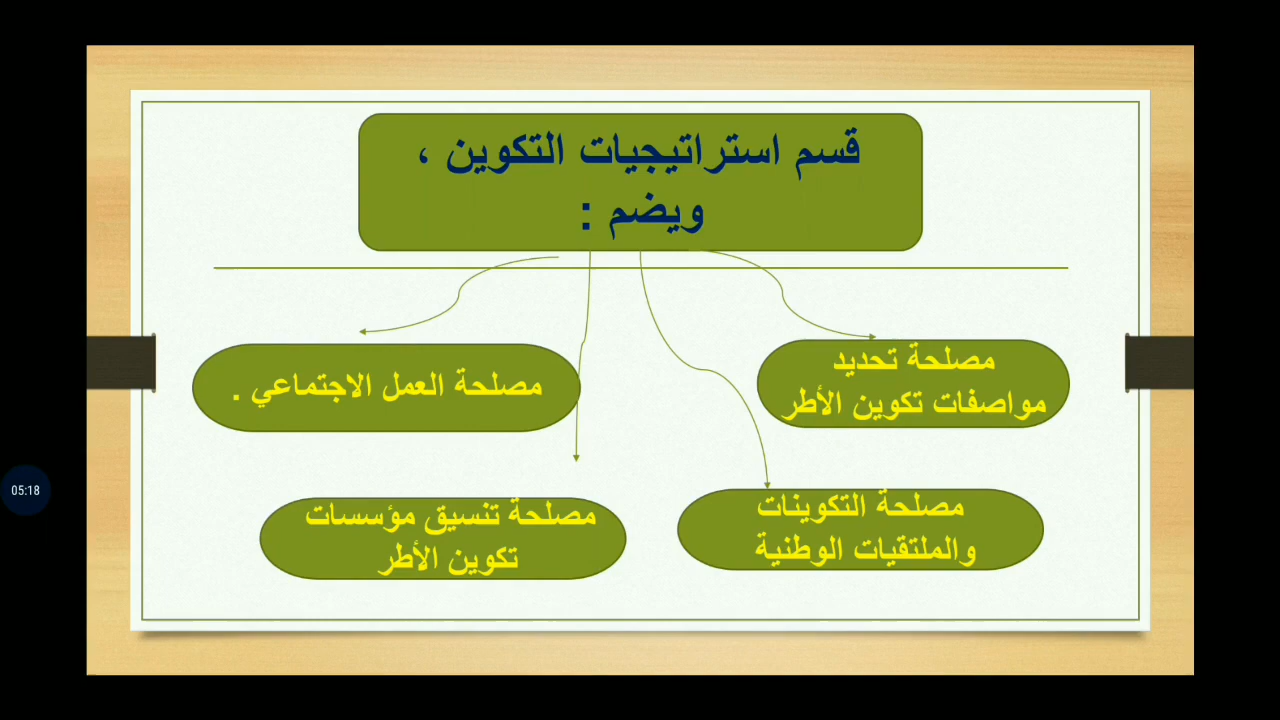 قسم استراتيجيات التكوين ،
ويضم :
مصلحة تحديد
مواصفات تكوين الأطر
مصلحة العمل الاجتماعي .
مصلحة التكوينات
والملتقيات الوطنية
مصلحة تنسيق مؤسسات
تكوين الأطر
05:18